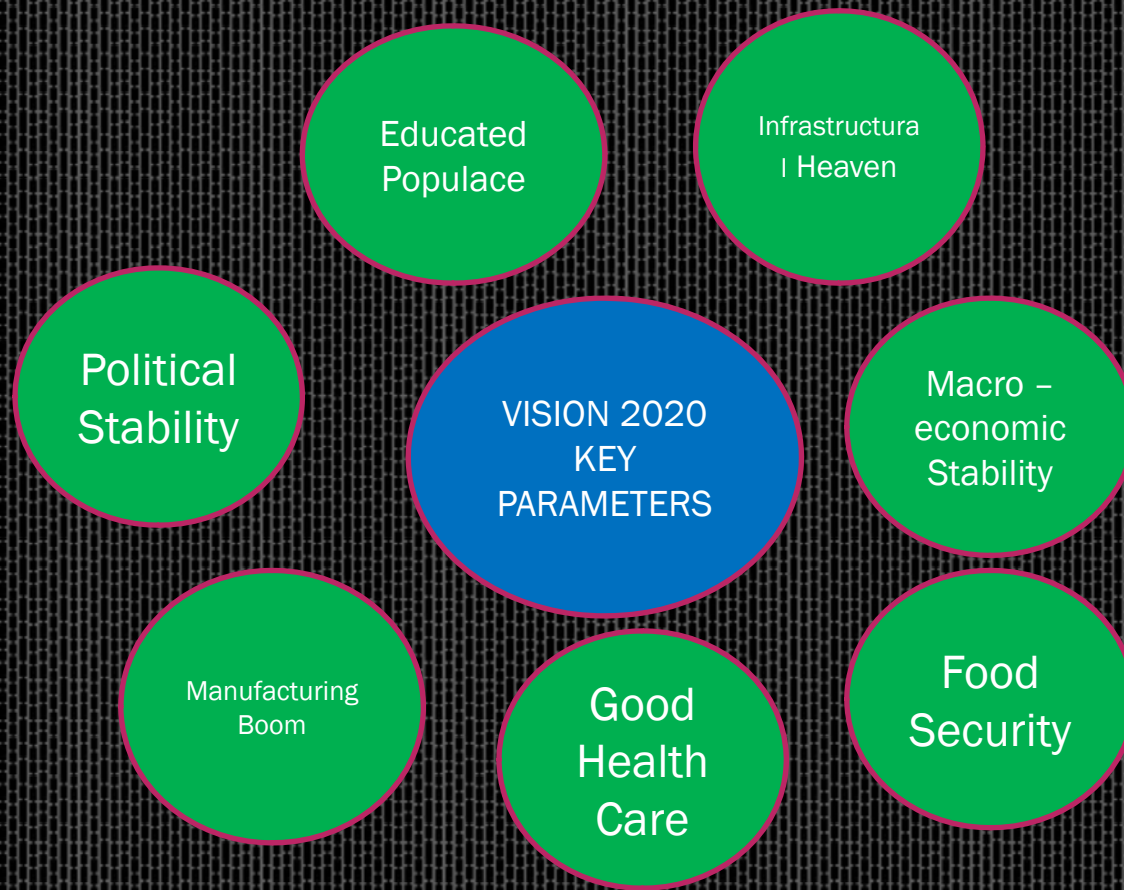 Educated
Populace
Infrastructura
l Heaven
Political
Stability
VISION 2020
KEY
PARAMETERS
Macro –
economic
Stability
Manufacturing
Boom
Good
Health
Care
Food
Security